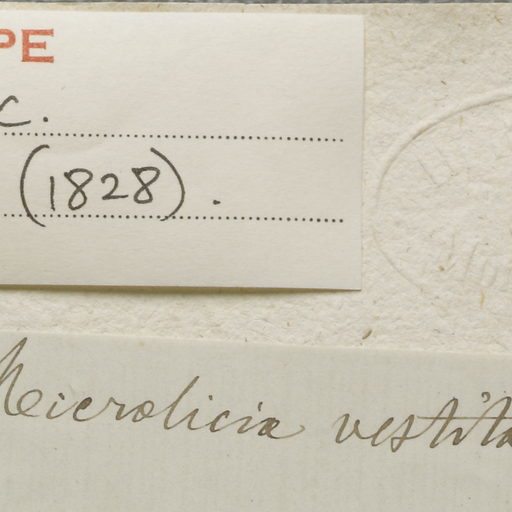 PE
c.
(1828).
Microlicia vestita